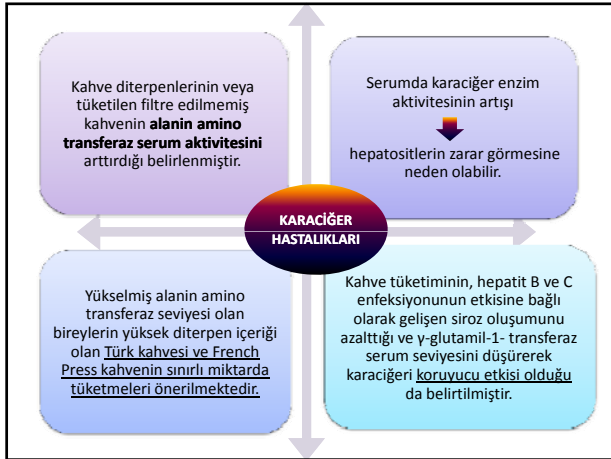 Kahve diterpenlerinin veya
tüketilen filtre edilmemiş
kahvenin alanin amino
transferaz serum aktivitesini
arttırdığı belirlenmiştir.
Serumda karaciğer enzim
aktivitesinin artışı
hepatositlerin zarar görmesine
neden olabilir.
KARACİĞER
HASTALIKLARI
Yükselmiş alanin amino
transferaz seviyesi olan
bireylerin yüksek diterpen içeriği
olan Türk kahvesi ve French
Press kahvenin sınırlı miktarda
tüketmeleri önerilmektedir.
Kahve tüketiminin, hepatit B ve C
enfeksiyonunun etkisine bağlı
olarak gelişen siroz oluşumunu
azalttığı ve γ-glutamil-1- transferaz
serum seviyesini düşürerek
karaciğeri koruyucu etkisi olduğu
da belirtilmiştir.